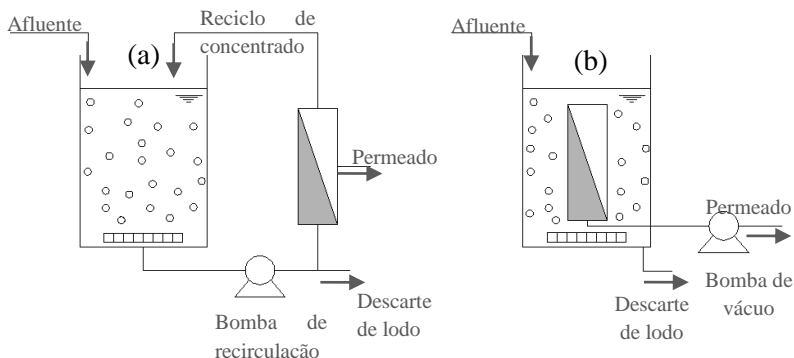 Afluente
(a)
Reciclo de
concentrado
Permeado
Descarte
de lodo
Bomba de
recirculação
Afluente
(b)
Permeado
Bomba de
vácuo
Descarte
de lodo